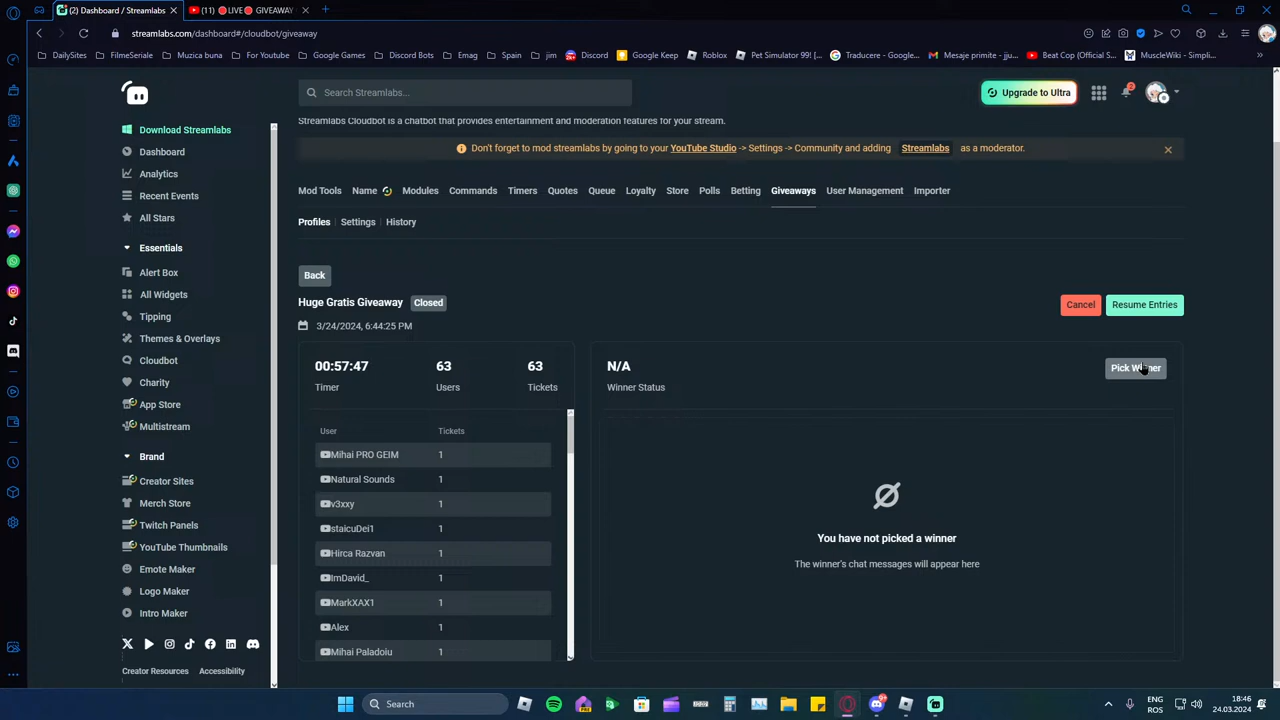 (2) Dashboard / Streamlabs
(11) 🔴LIVE🔴 GIVEAWAY
streamlabs.com/dashboard#/cloudbot/giveaway
DailySites
FilmeSeriale
Muzica buna
For Youtube
Google Games
Discord Bots
Emag
Spain
jim
Discord
Google Keep
Roblox
Pet Simulator 99! [...
Traducere - Google...
Mesaje primite - jju...
Beat Cop (Official S...
MuscleWiki - Simpli...
Search Streamlabs...
Upgrade to Ultra
2
Streamlabs Cloudbot is a chatbot that provides entertainment and moderation features for your stream.
Don't forget to mod streamlabs by going to your YouTube Studio -> Settings -> Community and adding Streamlabs as a moderator.
Download Streamlabs
Dashboard
Analytics
Recent Events
All Stars
Essentials
Alert Box
All Widgets
Tipping
Themes & Overlays
Cloudbot
Charity
App Store
Multistream
Brand
Creator Sites
Merch Store
Twitch Panels
YouTube Thumbnails
Emote Maker
Logo Maker
Intro Maker
Creator Resources Accessibility
Mod Tools Name Modules Commands Timers Quotes Queue Loyalty Store Polls Betting Giveaways User Management Importer
Profiles Settings History
Back
Huge Gratis Giveaway Closed
3/24/2024, 6:44:25 PM
Cancel Resume Entries
00:57:47 63 63
Timer Users Tickets
User Tickets
Mihai PRO GEIM 1
Natural Sounds 1
v3xxy 1
staicuDei1 1
Hirca Razvan 1
ImDavid_ 1
MarkXAX1 1
Alex 1
Mihai Paladoiu 1
N/A
Winner Status
Pick Winner
You have not picked a winner
The winner's chat messages will appear here
Search
ENG
ROS
18:46
24.03.2024